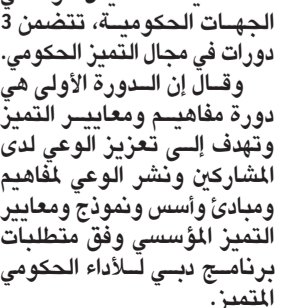 الجهات الحكومية، تتضمن 3
دورات في مجال التميز الحكومي.
وقال إن الدورة الأولى هي
دورة مفاهيم ومعايير التميز
وتهدف إلى تعزيز الوعي لدى
المشاركين ونشر الوعي لمفاهيم
ومبادئ وأسس ونموذج ومعايير
التميز المؤسسي وفق متطلبات
برنامج دبي للأداء الحكومي
المتميز.